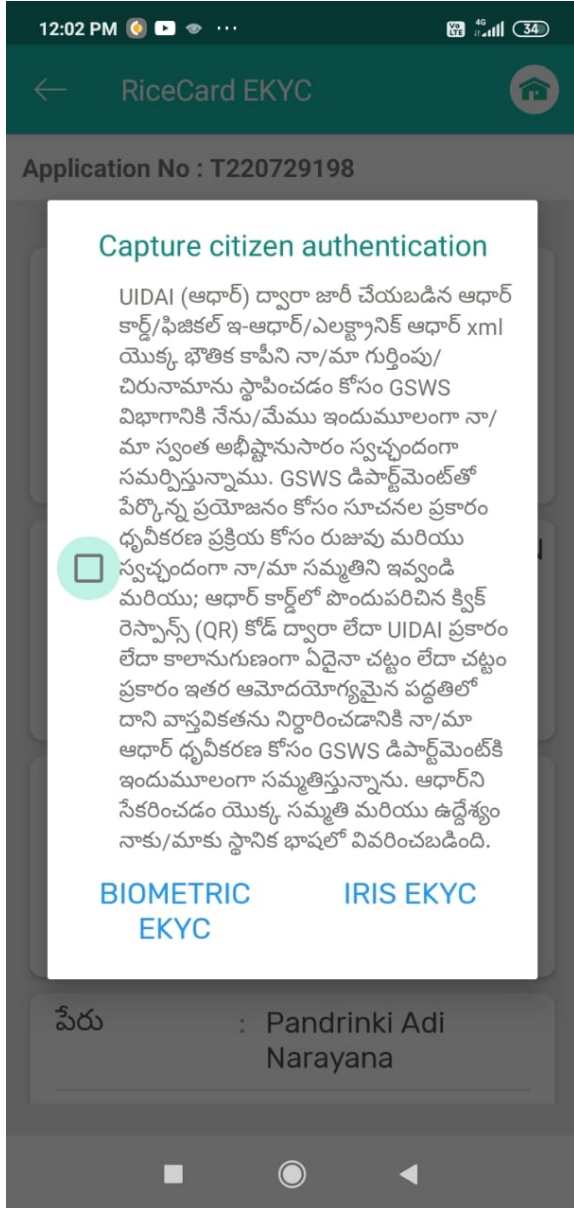 12:02 PM
Vo LTE 4G 34
RiceCard EKYC
Application No : T220729198
Capture citizen authentication
UIDAI (ఆధార్) ద్వారా జారీ చేయబడిన ఆధార్
కార్డ్/ఫిజికల్ ఇ-ఆధార్/ఎలక్ట్రానిక్ ఆధార్ xml
యొక్క భౌతిక కాపీని నా/మా గుర్తింపు/
చిరునామాను స్థాపించడం కోసం GSWS
విభాగానికి నేను/మేము ఇందుమూలంగా నా/
మా స్వంత అభీష్టానుసారం స్వచ్ఛందంగా
సమర్పిస్తున్నాము. GSWS డిపార్ట్‌మెంట్‌తో
పేర్కొన్న ప్రయోజనం కోసం సూచనల ప్రకారం
ధృవీకరణ ప్రక్రియ కోసం రుజువు మరియు
స్వచ్ఛందంగా నా/మా సమ్మతిని ఇవ్వండి
మరియు; ఆధార్ కార్డ్‌లో పొందుపరిచిన క్విక్
రెస్పాన్స్ (QR) కోడ్ ద్వారా లేదా UIDAI ప్రకారం
లేదా కాలానుగుణంగా ఏదైనా చట్టం లేదా చట్టం
ప్రకారం ఇతర ఆమోదయోగ్యమైన పద్ధతిలో
దాని వాస్తవికతను నిర్ధారించడానికి నా/మా
ఆధార్ ధృవీకరణ కోసం GSWS డిపార్ట్‌మెంట్‌కి
ఇందుమూలంగా సమ్మతిస్తున్నాను. ఆధార్‌ని
సేకరించడం యొక్క సమ్మతి మరియు ఉద్దేశ్యం
నాకు/మాకు స్థానిక భాషలో వివరించబడింది.
BIOMETRIC EKYC
IRIS EKYC
పేరు : Pandrinki Adi
Narayana